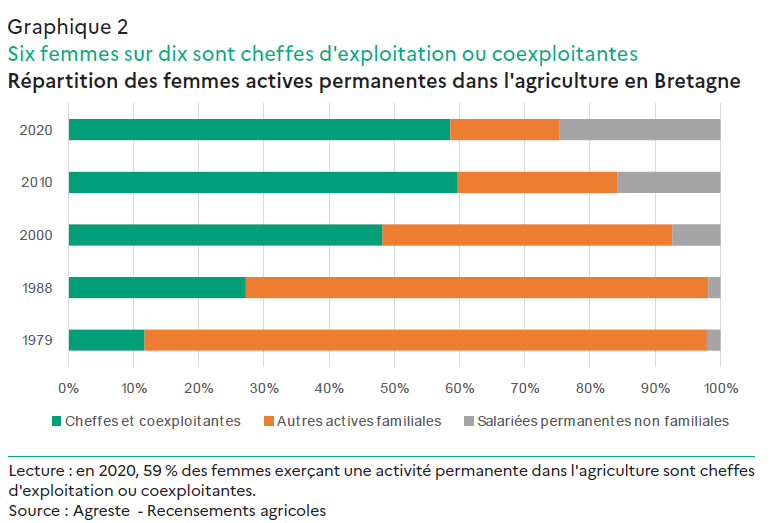 Graphique 2
Six femmes sur dix sont cheffes d'exploitation ou coexploitantes
Répartition des femmes actives permanentes dans l'agriculture en Bretagne
2020
2010
2000
1988
1979
0% 10% 20% 30% 40% 50% 60% 70% 80% 90% 100%
Cheffes et coexploitantes Autres actives familiales Salariées permanentes non familiales
Lecture : en 2020, 59 % des femmes exerçant une activité permanente dans l'agriculture sont cheffes
d'exploitation ou coexploitantes.
Source : Agreste - Recensements agricoles